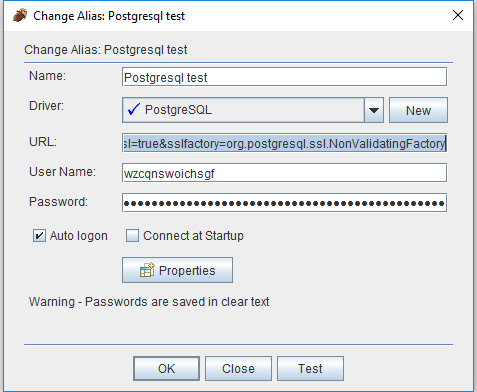 Change Alias: Postgresql test
Change Alias: Postgresql test
Name: Postgresql test
Driver: PostgreSQL New
URL: sl=true&sslfactory=org.postgresql.ssl.NonValidatingFactory
User Name: wzcqnswoichsgf
Password: ●●●●●●●●●●●●●●●●●●●●●●●●●●●●●●●●●●●●●●●●●●●●●●
Auto logon Connect at Startup
Properties
Warning - Passwords are saved in clear text
OK Close Test